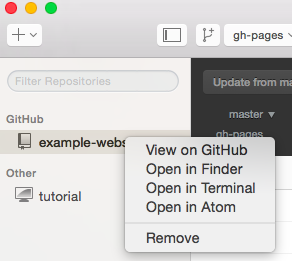 gh-pages
Filter Repositories
Update from
master
GitHub
gh-pages
example-webs
View on GitHub
Open in Finder
Other
Open in Terminal
tutorial
Open in Atom
Remove